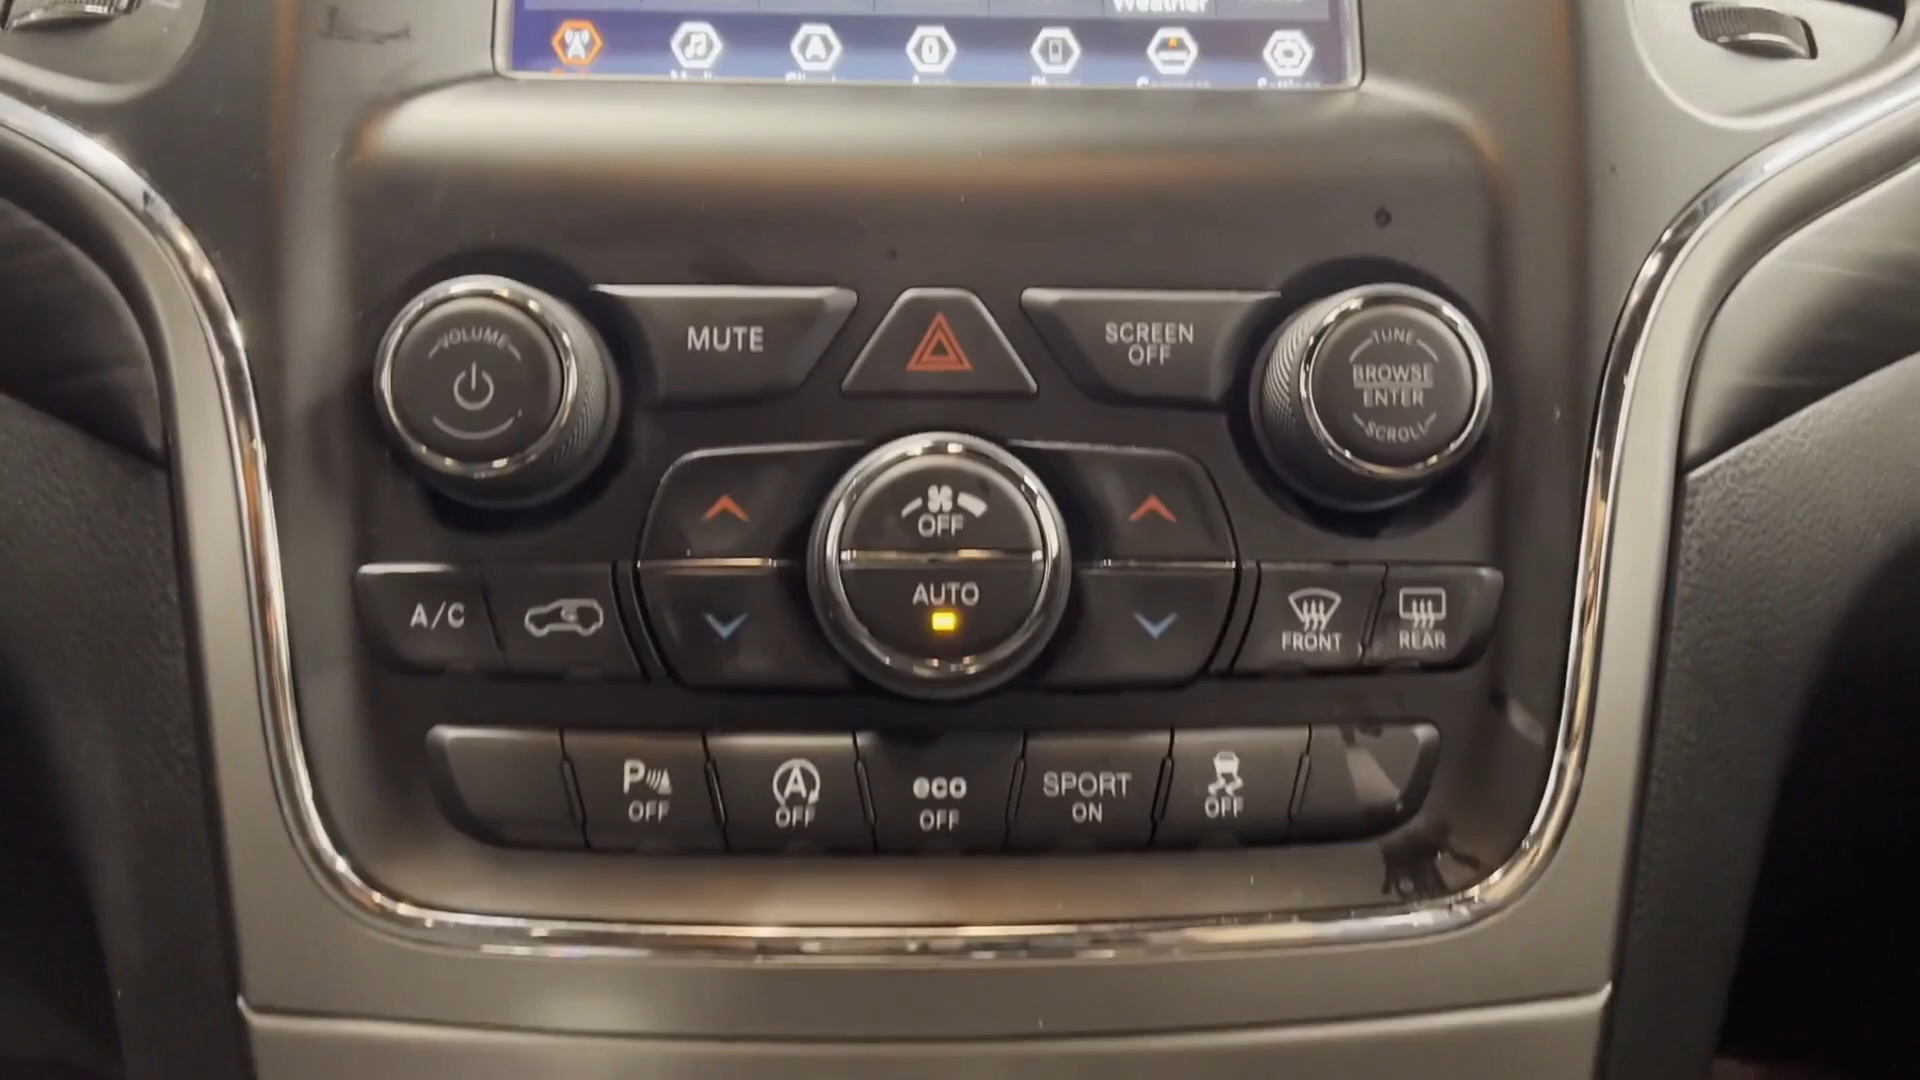 Weather
VOLUME
MUTE
SCREEN
OFF
TUNE
BROWSE
ENTER
SCROLL
OFF
AUTO
A/C
FRONT
REAR
P
OFF
A
OFF
eco
OFF
SPORT
ON
OFF